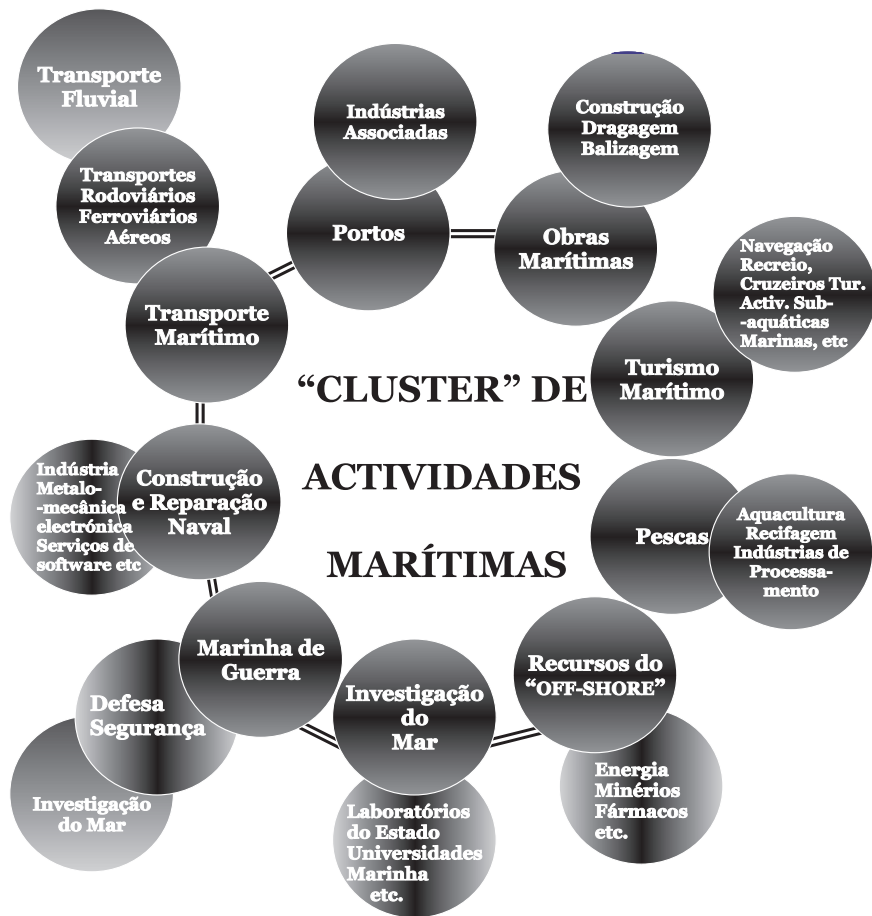 Transporte
Fluvial
Transportes
Rodoviários
Ferroviários
Aéreos
Transporte
Marítimo
Indústrias
Associadas
Portos
Construção
Dragagem
Balizagem
Obras
Marítimas
Navegação
Recreio,
Cruzeiros Tur.
Activ. Sub-
-aquáticas
Marinas, etc
Turismo
Marítimo
“CLUSTER” DE
ACTIVIDADES
MARÍTIMAS
Indústria
Metalo-
-mecânica
electrónica
Serviços de
software etc
Construção
e Reparação
Naval
Pescas
Aquacultura
Recifagem
Indústrias de
Processa-
mento
Marinha de
Guerra
Defesa
Segurança
Investigação
do Mar
Investigação
do
Mar
Laboratórios
do Estado
Universidades
Marinha
etc.
Recursos do
“OFF-SHORE”
Energia
Minérios
Fármacos
etc.